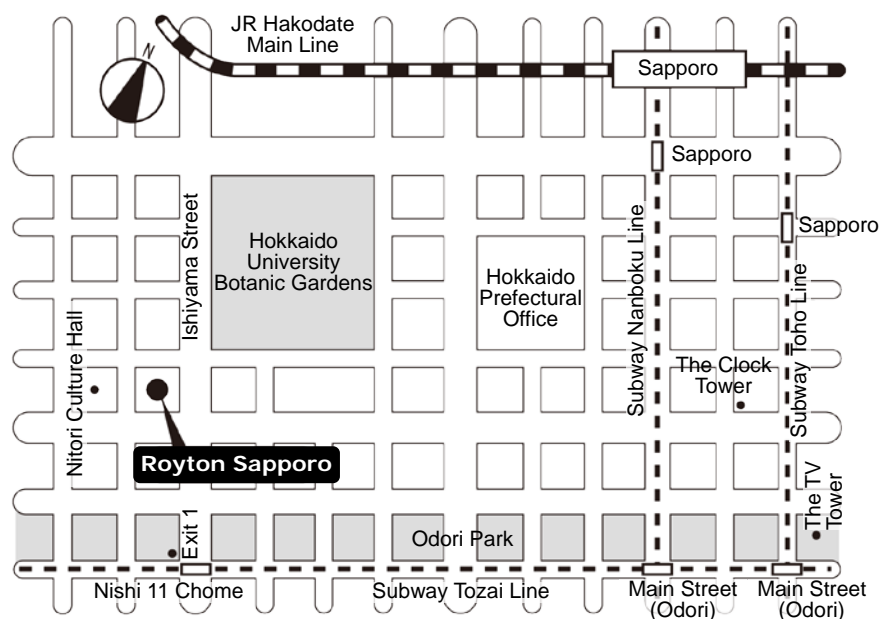 JR Hakodate
Main Line
N
Sapporo
Sapporo
Sapporo
Ishiyama Street
Hokkaido
University
Botanic Gardens
Hokkaido
Prefectural
Office
Subway Nanboku Line
Subway Toho Line
The Clock
Tower
Nitori Culture Hall
Royton Sapporo
Exit 1
Odori Park
The TV
Tower
Nishi 11 Chome
Subway Tozai Line
Main Street
(Odori)
Main Street
(Odori)